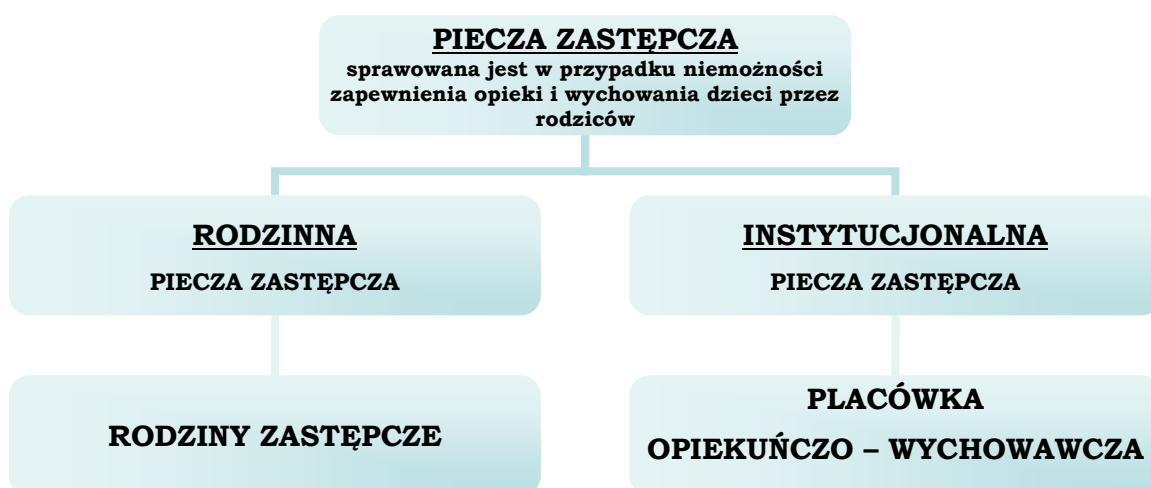 PIECZA ZASTĘPCZA
sprawowana jest w przypadku niemożności
zapewnienia opieki i wychowania dzieci przez
rodziców
RODZINNA
PIECZA ZASTĘPCZA
INSTYTUCJONALNA
PIECZA ZASTĘPCZA
RODZINY ZASTĘPCZE
PLACÓWKA
OPIEKUŃCZO – WYCHOWAWCZA